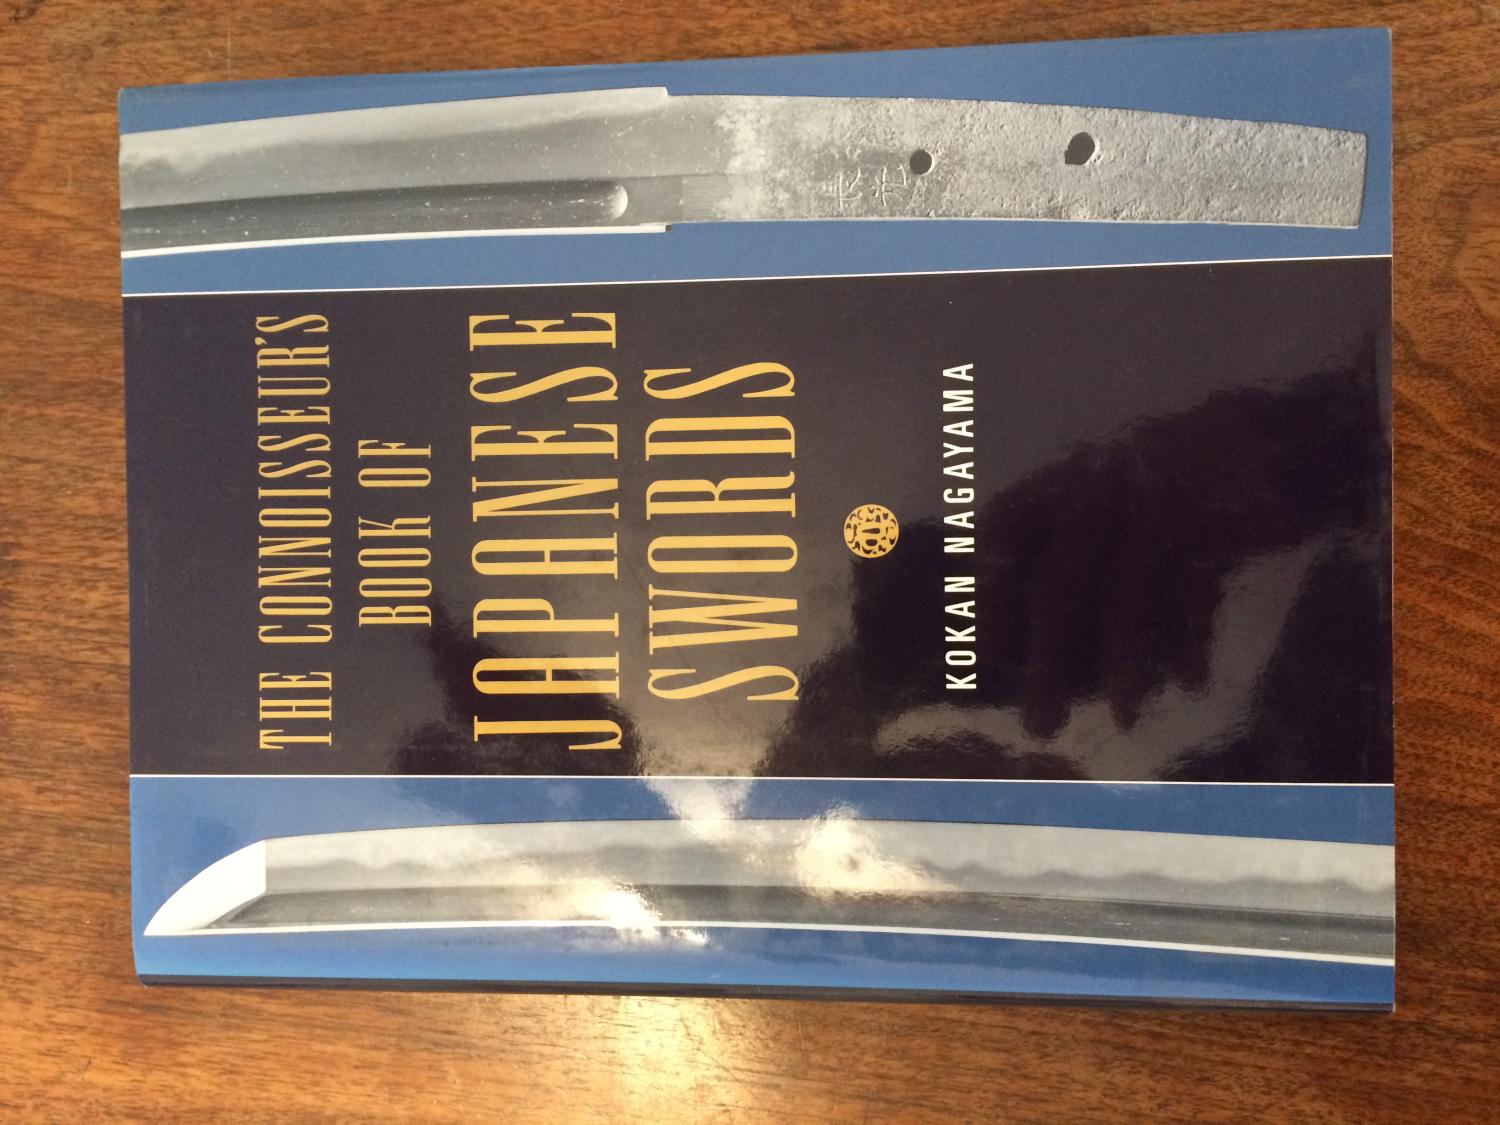 THE CONNOISSEUR'S
BOOK OF
JAPANESE
SWORDS
KOKAN NAGAYAMA